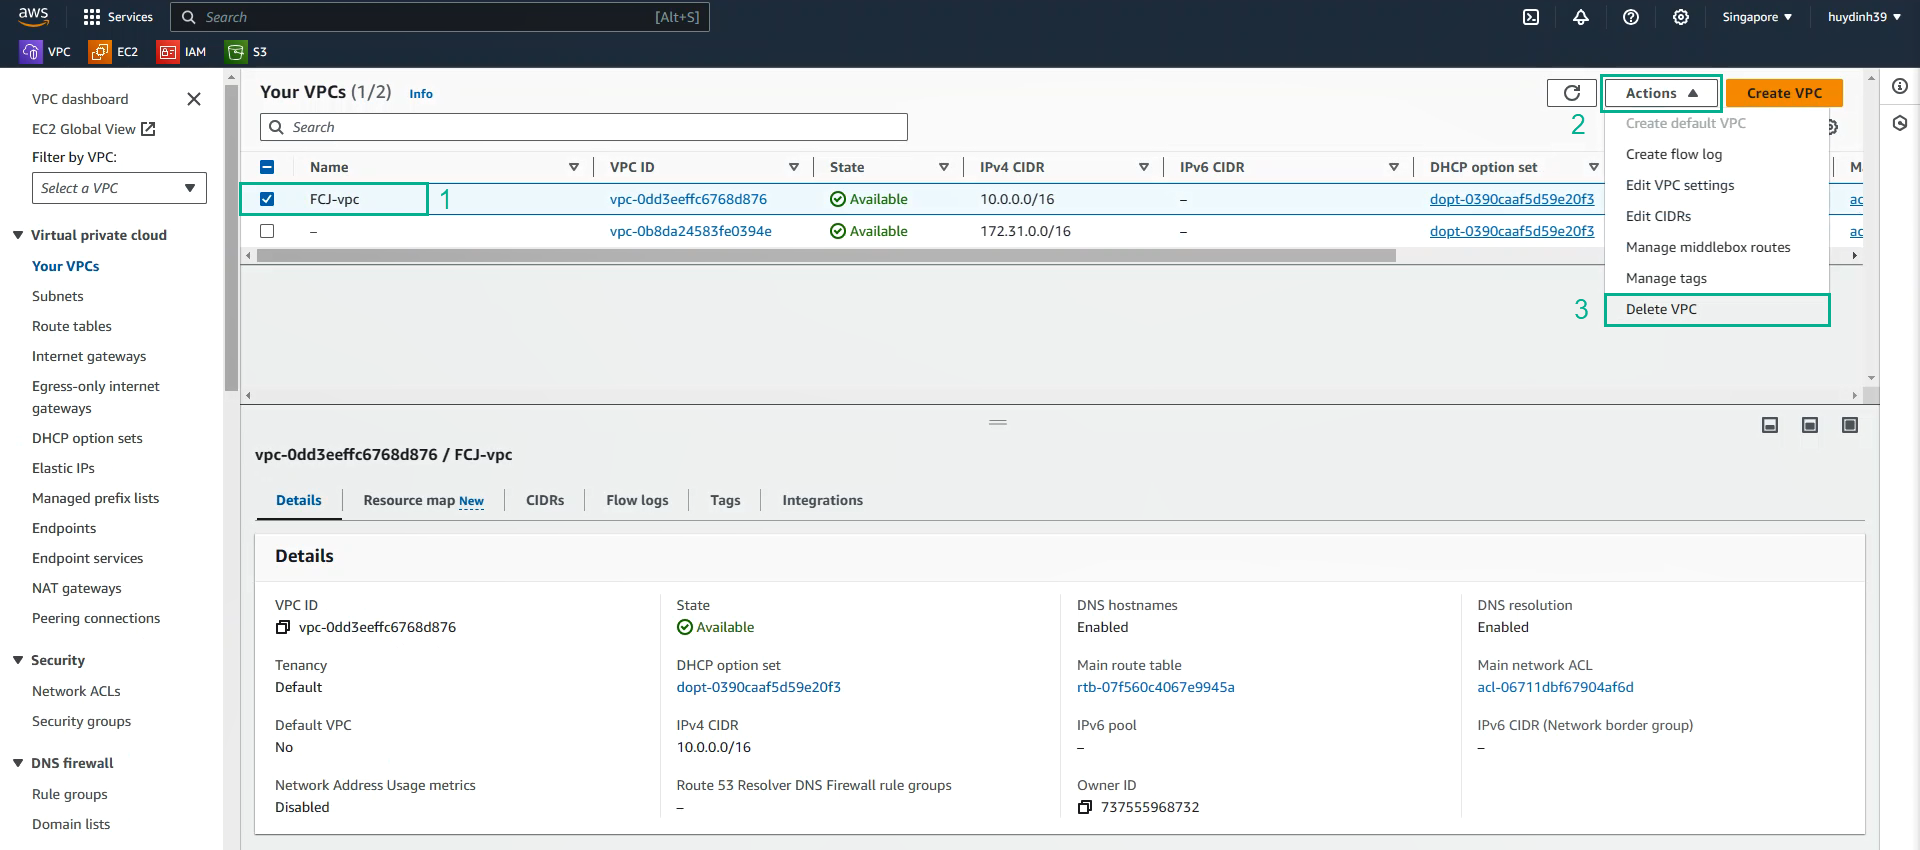 aws
Services
Search
[Alt+S]
Singapore
huydinh39
VPC
EC2
IAM
S3
VPC dashboard
EC2 Global View
Filter by VPC:
Select a VPC
Virtual private cloud
Your VPCs
Subnets
Route tables
Internet gateways
Egress-only internet
gateways
DHCP option sets
Elastic IPs
Managed prefix lists
Endpoints
Endpoint services
NAT gateways
Peering connections
Security
Network ACLs
Security groups
DNS firewall
Rule groups
Domain lists
Your VPCs (1/2) Info
Actions
Create VPC
Search
2
Create default VPC
Create flow log
Edit VPC settings
Edit CIDRs
Manage middlebox routes
Manage tags
3
Delete VPC
Name VPC ID State IPv4 CIDR IPv6 CIDR DHCP option set M
FCJ-vpc 1 vpc-0dd3eeffc6768d876 Available 10.0.0.0/16 – dopt-0390caaf5d59e20f3 ac
– vpc-0b8da24583fe0394e Available 172.31.0.0/16 – dopt-0390caaf5d59e20f3 ac
vpc-0dd3eeffc6768d876 / FCJ-vpc
Details Resource map New CIDRs Flow logs Tags Integrations
Details
VPC ID
vpc-0dd3eeffc6768d876
State
Available
DNS hostnames
Enabled
DNS resolution
Enabled
Tenancy
Default
DHCP option set
dopt-0390caaf5d59e20f3
Main route table
rtb-07f560c4067e9945a
Main network ACL
acl-06711dbf67904af6d
Default VPC
No
IPv4 CIDR
10.0.0.0/16
IPv6 pool
–
IPv6 CIDR (Network border group)
–
Network Address Usage metrics
Disabled
Route 53 Resolver DNS Firewall rule groups
–
Owner ID
737555968732